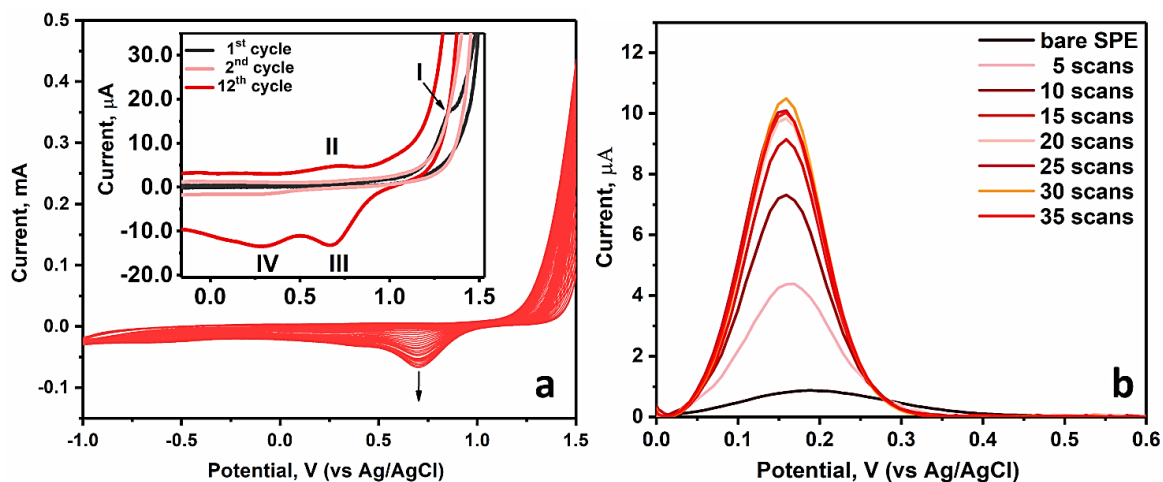 0.5
0.4
0.3
0.2
0.1
0.0
-0.1
Current, mA
30.0
20.0
10.0
0.0
-10.0
-20.0
Current, μA
1st cycle
2nd cycle
12th cycle
I
II
III
IV
0.0 0.5 1.0 1.5
a
-1.0 -0.5 0.0 0.5 1.0 1.5
Potential, V (vs Ag/AgCl)
12
10
8
6
4
2
0
Current, μA
bare SPE
5 scans
10 scans
15 scans
20 scans
25 scans
30 scans
35 scans
b
0.0 0.1 0.2 0.3 0.4 0.5 0.6
Potential, V (vs Ag/AgCl)